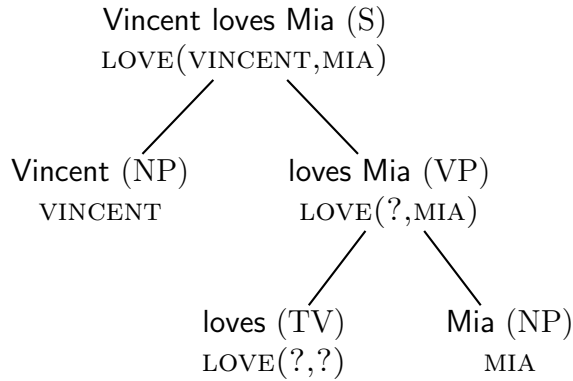 Vincent loves Mia (S)
LOVE(VINCENT,MIA)
Vincent (NP)
VINCENT
loves Mia (VP)
LOVE(?,MIA)
loves (TV)
LOVE(?,?)
Mia (NP)
MIA